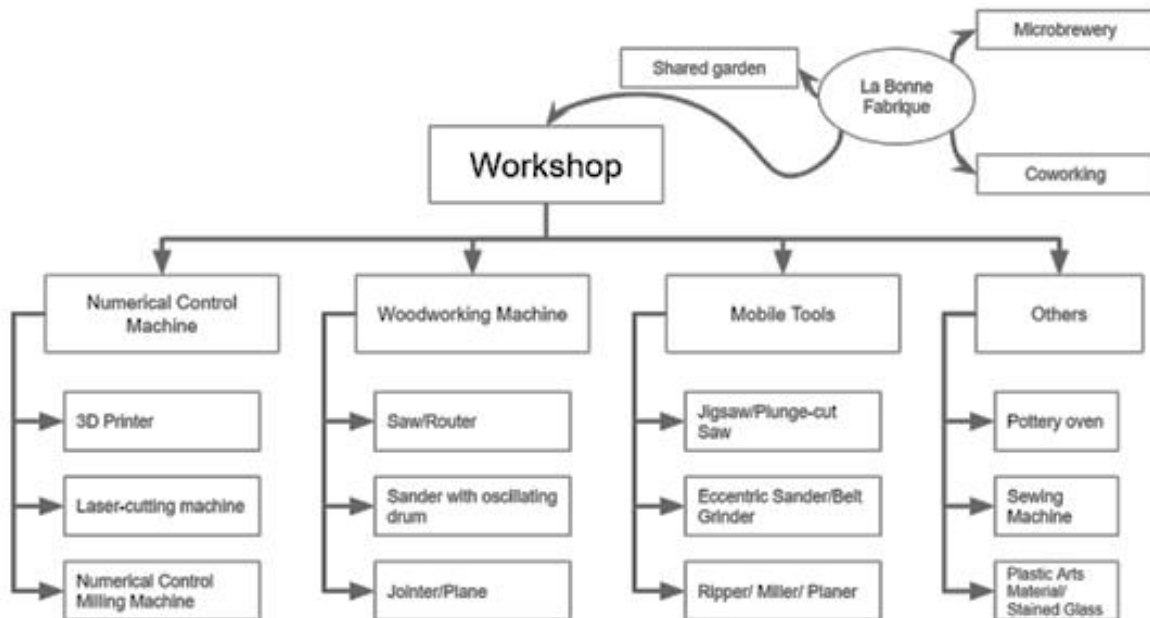 Microbrewery
Shared garden
La Bonne
Fabrique
Workshop
Coworking
Numerical Control
Machine
Woodworking Machine
Mobile Tools
Others
3D Printer
Saw/Router
Jigsaw/Plunge-cut
Saw
Pottery oven
Laser-cutting machine
Sander with oscillating
drum
Eccentric Sander/Belt
Grinder
Sewing
Machine
Numerical Control
Milling Machine
Jointer/Plane
Ripper/ Miller/ Planer
Plastic Arts
Material/
Stained Glass